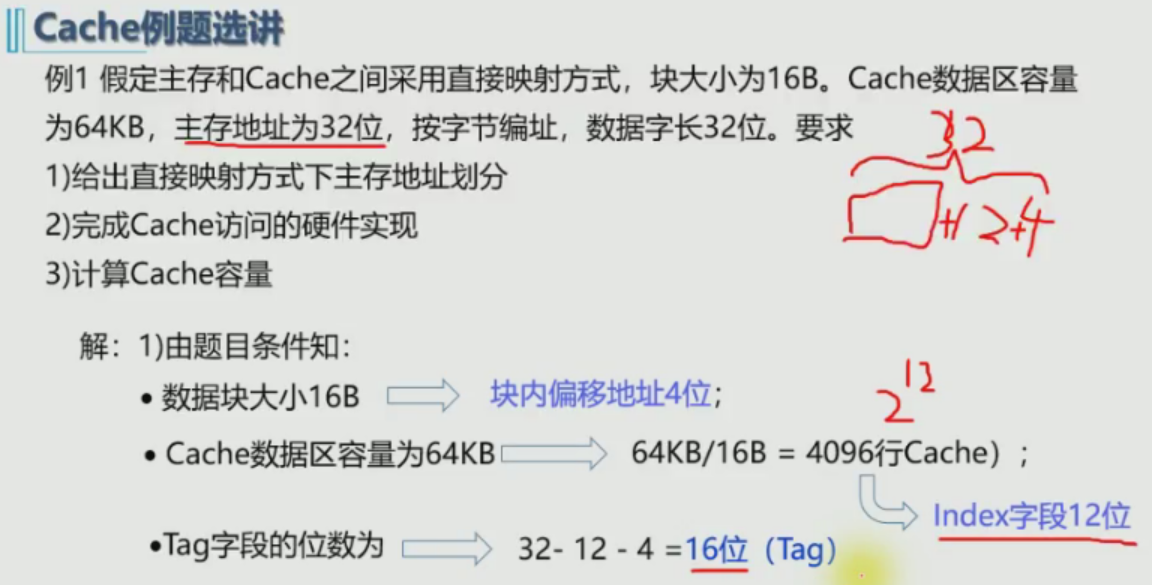 Cache例题选讲
例1 假定主存和Cache之间采用直接映射方式，块大小为16B。Cache数据区容量
为64KB，主存地址为32位，按字节编址，数据字长32位。要求
32
1)给出直接映射方式下主存地址划分
+12+4
2)完成Cache访问的硬件实现
3)计算Cache容量
解：1)由题目条件知：
2^12
• 数据块大小16B 块内偏移地址4位；
• Cache数据区容量为64KB 64KB/16B = 4096行Cache）；
Index字段12位
•Tag字段的位数为 32- 12 - 4 =16位（Tag）